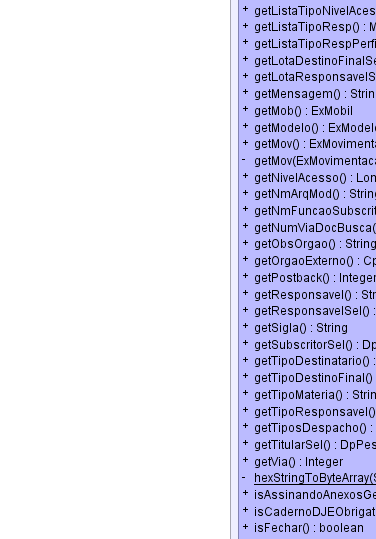 + getListaTipoNivelAces
+ getListaTipoResp() : M
+ getListaTipoRespPerfi
+ getLotaDestinoFinalSe
+ getLotaResponsavelS
+ getMensagem() : Strin
+ getMob() : ExMobil
+ getModelo() : ExModel
+ getMov() : ExMoviment
- getMov(ExMovimentac
+ getNivelAcesso() : Lon
+ getNmArqMod() : String
+ getNmFuncaoSubscrit
+ getNumViaDocBusca(
+ getObsOrgao() : String
+ getOrgaoExterno() : Cp
+ getPostback() : Integer
+ getResponsavel() : Str
+ getResponsavelSel() :
+ getSigla() : String
+ getSubscritorSel() : Dp
+ getTipoDestinatario() :
+ getTipoDestinoFinal()
+ getTipoMateria() : Strin
+ getTipoResponsavel()
+ getTiposDespacho() :
+ getTitularSel() : DpPes
+ getVia() : Integer
- hexStringToByteArray(S
+ isAssinandoAnexosGe
+ isCadernoDJEObrigat
+ isFechar() : boolean